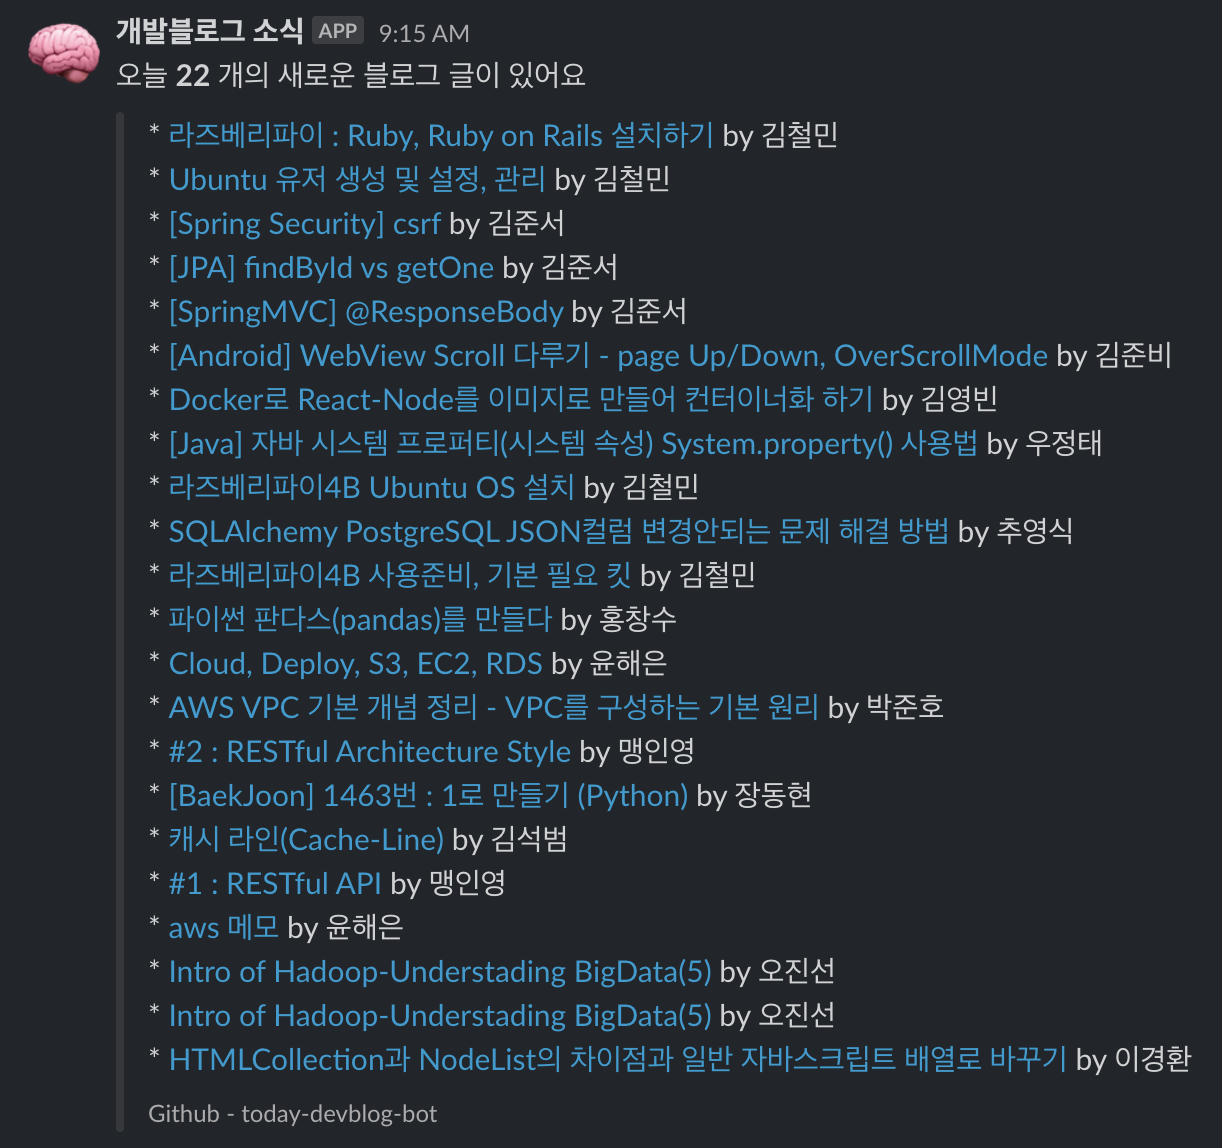 개발블로그 소식 APP 9:15 AM
오늘 22 개의 새로운 블로그 글이 있어요
* 라즈베리파이 : Ruby, Ruby on Rails 설치하기 by 김철민
* Ubuntu 유저 생성 및 설정, 관리 by 김철민
* [Spring Security] csrf by 김준서
* [JPA] findById vs getOne by 김준서
* [SpringMVC] @ResponseBody by 김준서
* [Android] WebView Scroll 다루기 - page Up/Down, OverScrollMode by 김준비
* Docker로 React-Node를 이미지로 만들어 컨터이너화 하기 by 김영빈
* [Java] 자바 시스템 프로퍼티(시스템 속성) System.property() 사용법 by 우정태
* 라즈베리파이4B Ubuntu OS 설치 by 김철민
* SQLAlchemy PostgreSQL JSON컬럼 변경안되는 문제 해결 방법 by 추영식
* 라즈베리파이4B 사용준비, 기본 필요 킷 by 김철민
* 파이썬 판다스(pandas)를 만들다 by 홍창수
* Cloud, Deploy, S3, EC2, RDS by 윤해은
* AWS VPC 기본 개념 정리 - VPC를 구성하는 기본 원리 by 박준호
* #2 : RESTful Architecture Style by 맹인영
* [BaekJoon] 1463번 : 1로 만들기 (Python) by 장동현
* 캐시 라인(Cache-Line) by 김석범
* #1 : RESTful API by 맹인영
* aws 메모 by 윤해은
* Intro of Hadoop-Understading BigData(5) by 오진선
* Intro of Hadoop-Understading BigData(5) by 오진선
* HTMLCollection과 NodeList의 차이점과 일반 자바스크립트 배열로 바꾸기 by 이경환
Github - today-devblog-bot